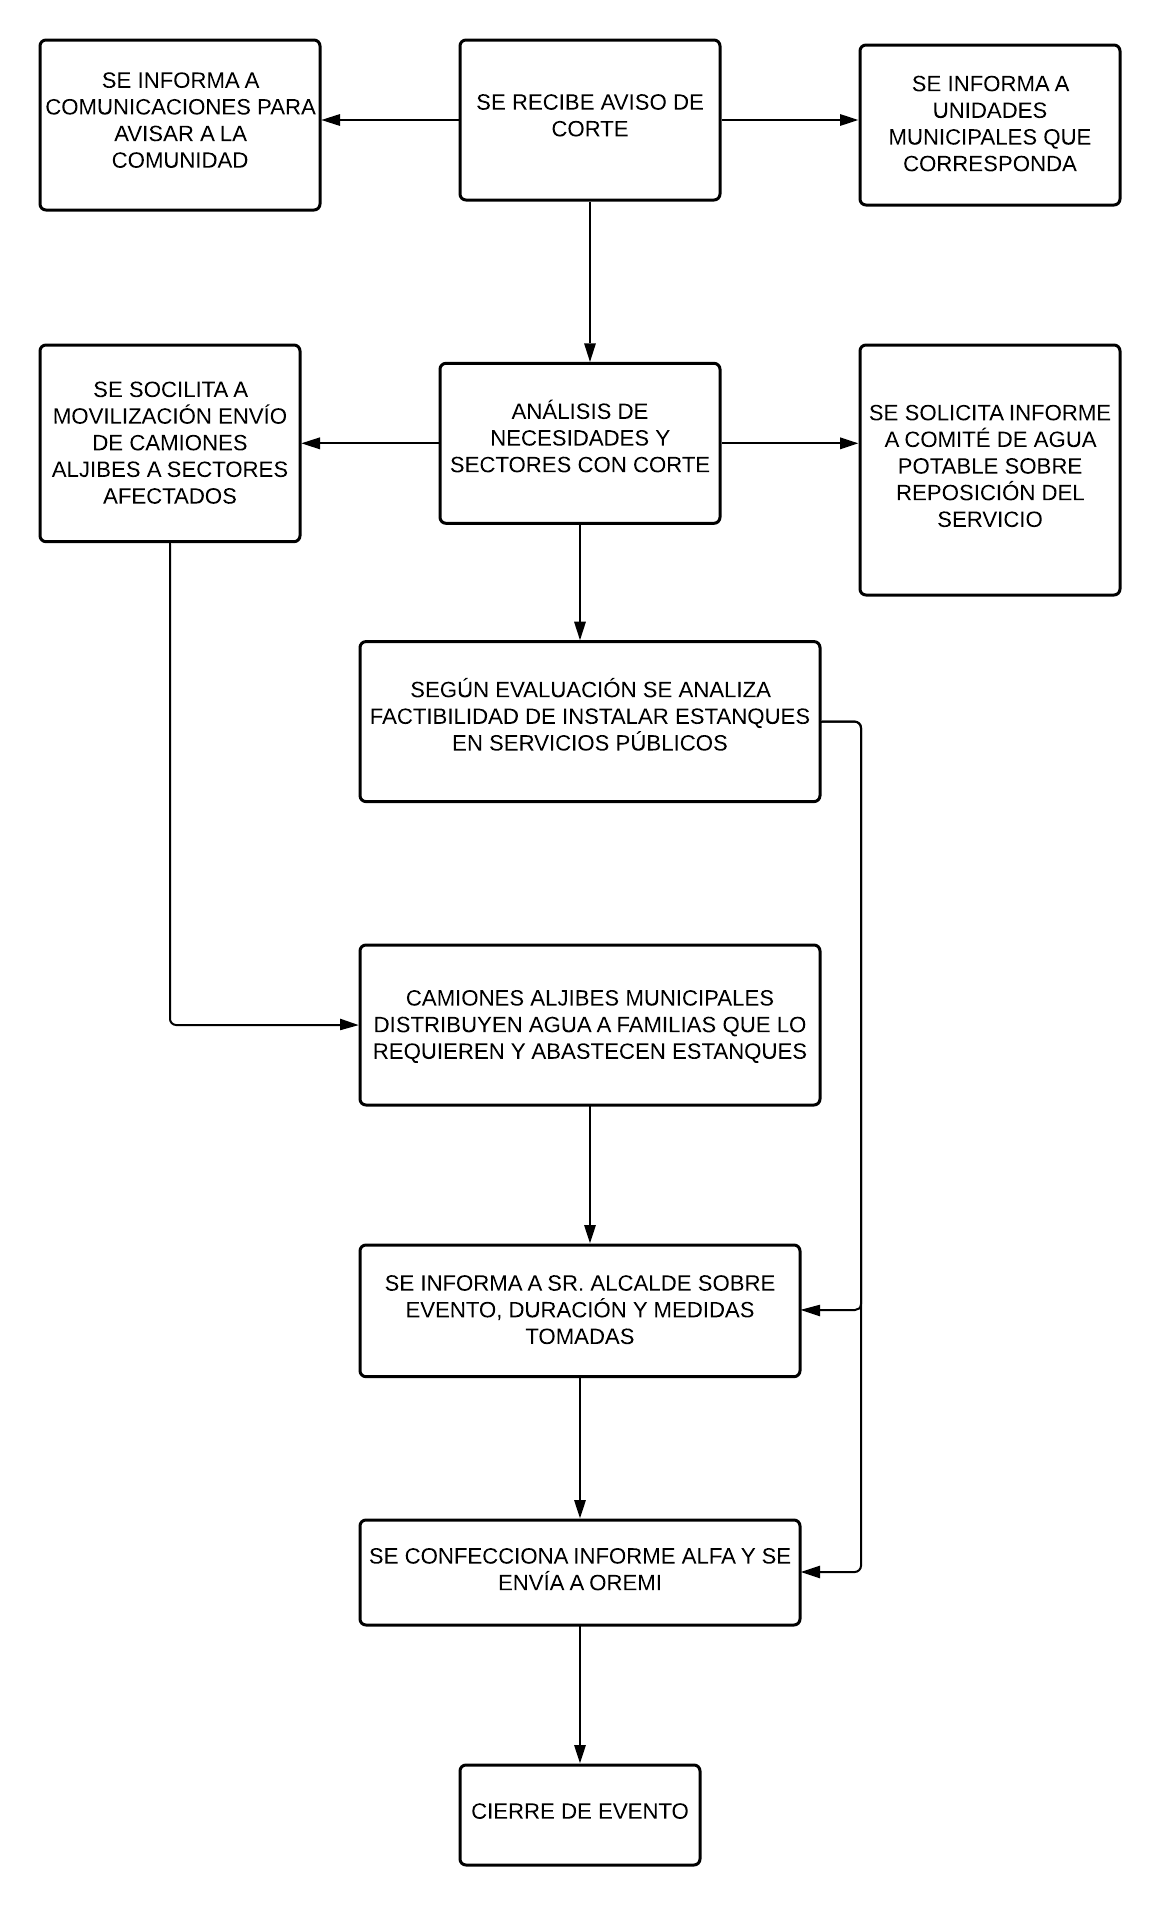 SE INFORMA A
COMUNICACIONES PARA
AVISAR A LA
COMUNIDAD
SE RECIBE AVISO DE
CORTE
SE INFORMA A
UNIDADES
MUNICIPALES QUE
CORRESPONDA
SE SOCILITA A
MOVILIZACIÓN ENVÍO
DE CAMIONES
ALJIBES A SECTORES
AFECTADOS
ANÁLISIS DE
NECESIDADES Y
SECTORES CON CORTE
SE SOLICITA INFORME
A COMITÉ DE AGUA
POTABLE SOBRE
REPOSICIÓN DEL
SERVICIO
SEGÚN EVALUACIÓN SE ANALIZA
FACTIBILIDAD DE INSTALAR ESTANQUES
EN SERVICIOS PÚBLICOS
CAMIONES ALJIBES MUNICIPALES
DISTRIBUYEN AGUA A FAMILIAS QUE LO
REQUIEREN Y ABASTECEN ESTANQUES
SE INFORMA A SR. ALCALDE SOBRE
EVENTO, DURACIÓN Y MEDIDAS
TOMADAS
SE CONFECCIONA INFORME ALFA Y SE
ENVÍA A OREMI
CIERRE DE EVENTO